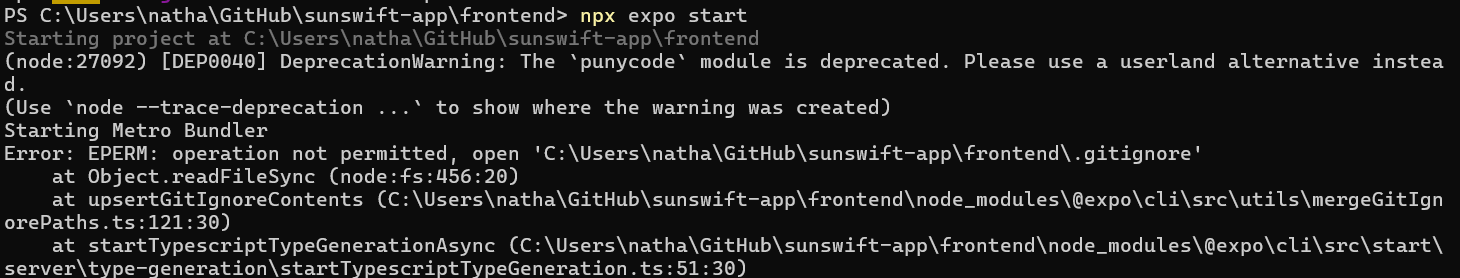 PS C:\Users\natha\GitHub\sunswift-app\frontend> npx expo start
Starting project at C:\Users\natha\GitHub\sunswift-app\frontend
(node:27092) [DEP0040] DeprecationWarning: The `punycode` module is deprecated. Please use a userland alternative instea
d.
(Use `node --trace-deprecation ...` to show where the warning was created)
Starting Metro Bundler
Error: EPERM: operation not permitted, open 'C:\Users\natha\GitHub\sunswift-app\frontend\.gitignore'
    at Object.readFileSync (node:fs:456:20)
    at upsertGitIgnoreContents (C:\Users\natha\GitHub\sunswift-app\frontend\node_modules\@expo\cli\src\utils\mergeGitIgn
orePaths.ts:121:30)
    at startTypescriptTypeGenerationAsync (C:\Users\natha\GitHub\sunswift-app\frontend\node_modules\@expo\cli\src\start\
server\type-generation\startTypescriptTypeGeneration.ts:51:30)